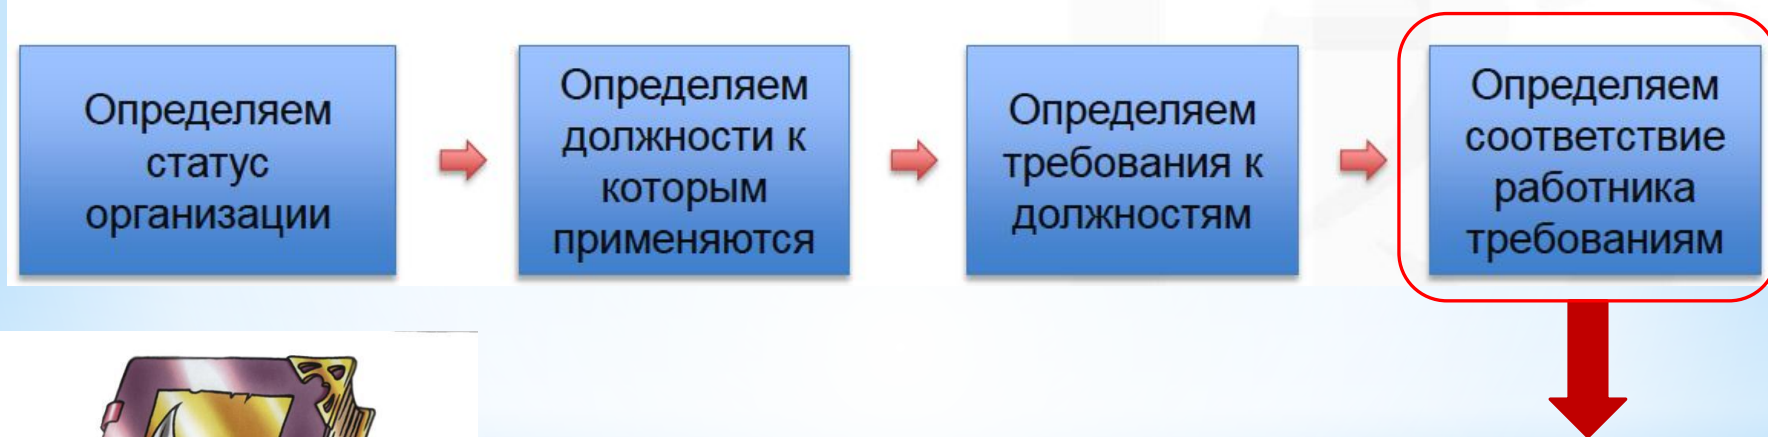 Определяем
статус
организации
Определяем
должности к
которым
применяются
Определяем
требования к
должностям
Определяем
соответствие
работника
требованиям